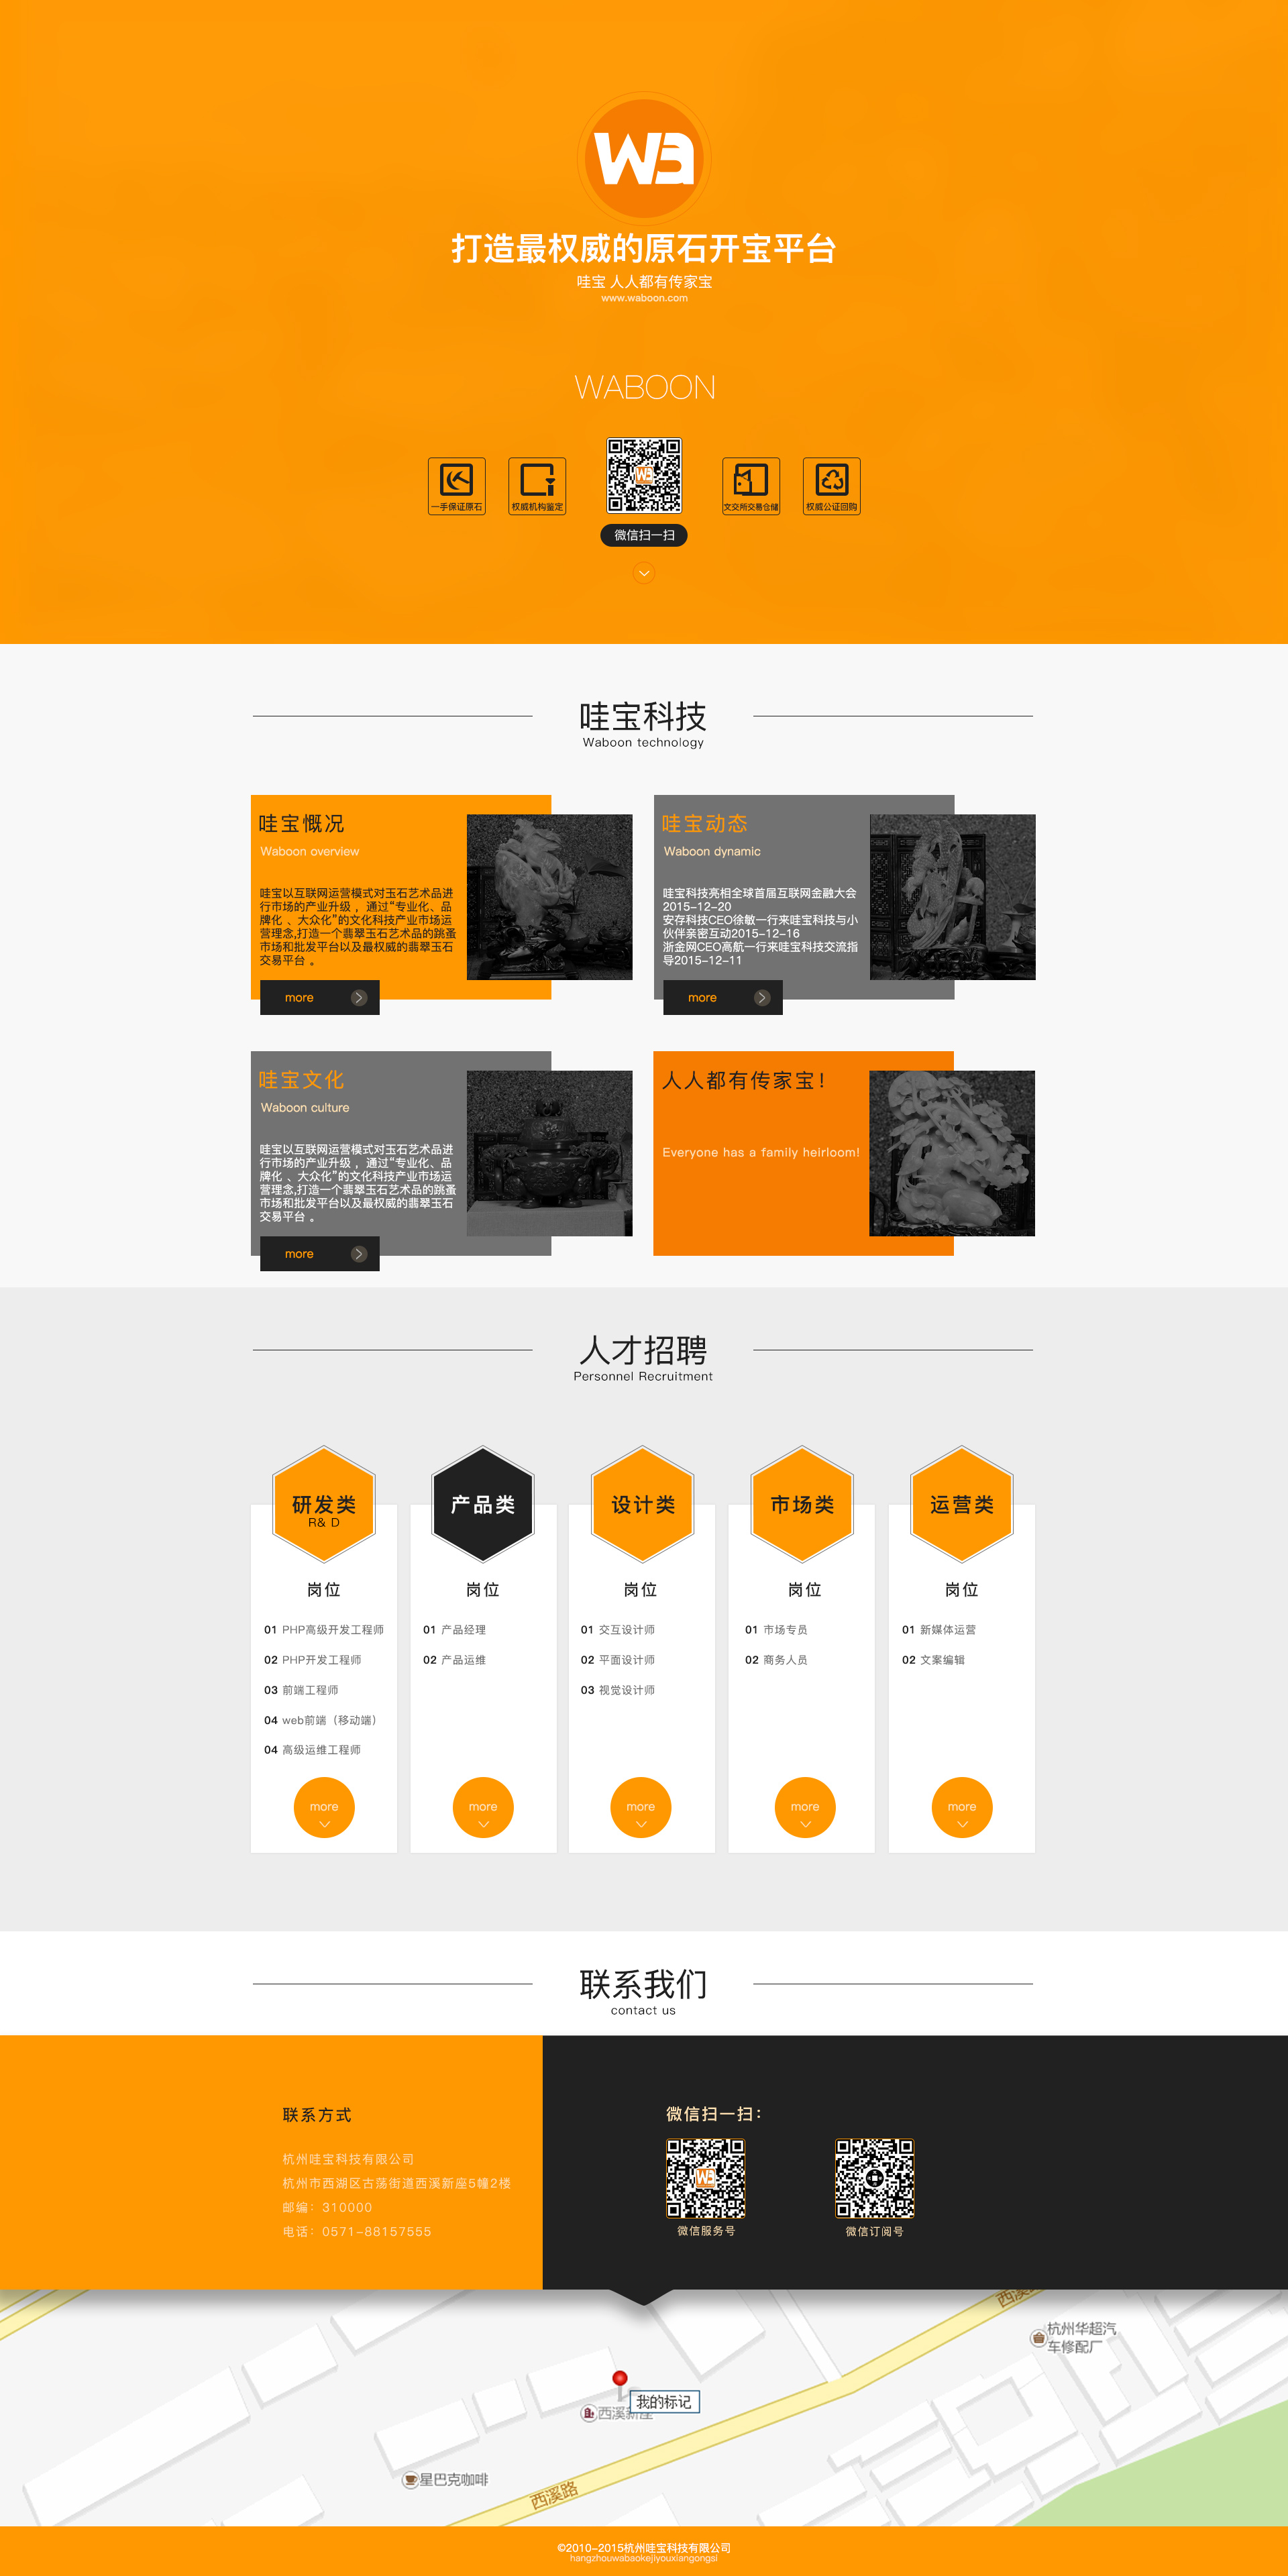 WB
打造最权威的原石开宝平台
哇宝 人人都有传家宝
www.waboon.com
WABOON
一手保证原石
权威机构鉴定
文交所交易仓储
权威公证回购
微信扫一扫
哇宝科技
Waboon technology
哇宝慨况
Waboon overview
哇宝以互联网运营模式对玉石艺术品进
行市场的产业升级 ，通过“专业化、品
牌化 、大众化”的文化科技产业市场运
营理念,打造一个翡翠玉石艺术品的跳蚤
市场和批发平台以及最权威的翡翠玉石
交易平台 。
more
哇宝动态
Waboon dynamic
哇宝科技亮相全球首届互联网金融大会
2015-12-20
安存科技CEO徐敏一行来哇宝科技与小
伙伴亲密互动2015-12-16
浙金网CEO高航一行来哇宝科技交流指
导2015-12-11
more
哇宝文化
Waboon culture
哇宝以互联网运营模式对玉石艺术品进
行市场的产业升级 ，通过“专业化、品
牌化 、大众化”的文化科技产业市场运
营理念,打造一个翡翠玉石艺术品的跳蚤
市场和批发平台以及最权威的翡翠玉石
交易平台 。
more
人人都有传家宝！
Everyone has a family heirloom!
人才招聘
Personnel Recruitment
研发类
R& D
岗位
01 PHP高级开发工程师
02 PHP开发工程师
03 前端工程师
04 web前端（移动端）
04 高级运维工程师
more
产品类
岗位
01 产品经理
02 产品运维
more
设计类
岗位
01 交互设计师
02 平面设计师
03 视觉设计师
more
市场类
岗位
01 市场专员
02 商务人员
more
运营类
岗位
01 新媒体运营
02 文案编辑
more
联系我们
contact us
联系方式
杭州哇宝科技有限公司
杭州市西湖区古荡街道西溪新座5幢2楼
邮编：310000
电话：0571-88157555
微信扫一扫：
微信服务号
微信订阅号
杭州华超汽
车修配厂
我的标记
西溪新座
星巴克咖啡
西溪路
©2010-2015杭州哇宝科技有限公司
hangzhouwabaokejiyouxiangongsi